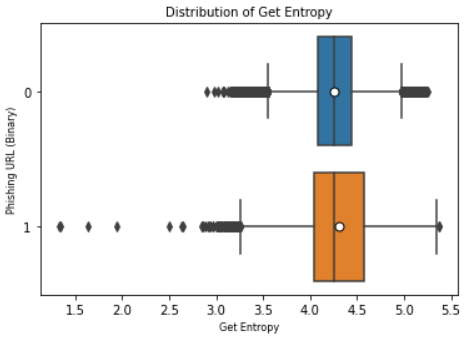 Distribution of Get Entropy
Phishing URL (Binary)
0
1
1.5 2.0 2.5 3.0 3.5 4.0 4.5 5.0 5.5
Get Entropy